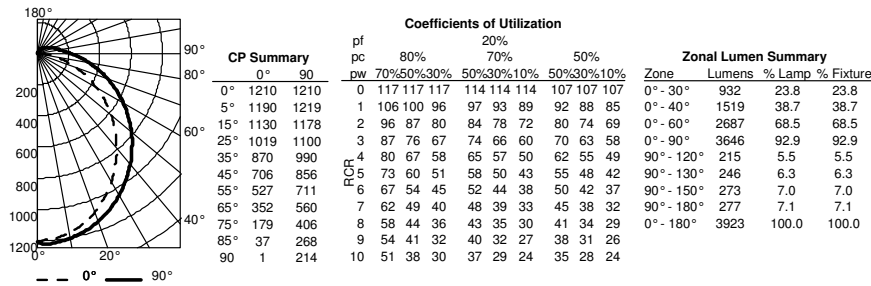 180°
90°
80°
60°
40°
20°
200
400
600
800
1000
1200
0° 90°
CP Summary
0° 90
0° 1210 1210
5° 1190 1219
15° 1130 1178
25° 1019 1100
35° 870 990
45° 706 856
55° 527 711
65° 352 560
75° 179 406
85° 37 268
90 1 214
Coefficients of Utilization
pf 20%
pc 80% 70% 50%
pw 70%50%30% 50%30%10% 50%30%10%
RCR
0 117 117 117 114 114 114 107 107 107
1 106 100 96 97 93 89 92 88 85
2 96 87 80 84 78 72 80 74 69
3 87 76 67 74 66 60 70 63 58
4 80 67 58 65 57 50 62 55 49
5 73 60 51 58 50 43 55 48 42
6 67 54 45 52 44 38 50 42 37
7 62 49 40 48 39 33 45 38 32
8 58 44 36 43 35 30 41 34 29
9 54 41 32 40 32 27 38 31 26
10 51 38 30 37 29 24 35 28 24
Zonal Lumen Summary
Zone Lumens % Lamp % Fixture
0° - 30° 932 23.8 23.8
0° - 40° 1519 38.7 38.7
0° - 60° 2687 68.5 68.5
0° - 90° 3646 92.9 92.9
90° - 120° 215 5.5 5.5
90° - 130° 246 6.3 6.3
90° - 150° 273 7.0 7.0
90° - 180° 277 7.1 7.1
0° - 180° 3923 100.0 100.0